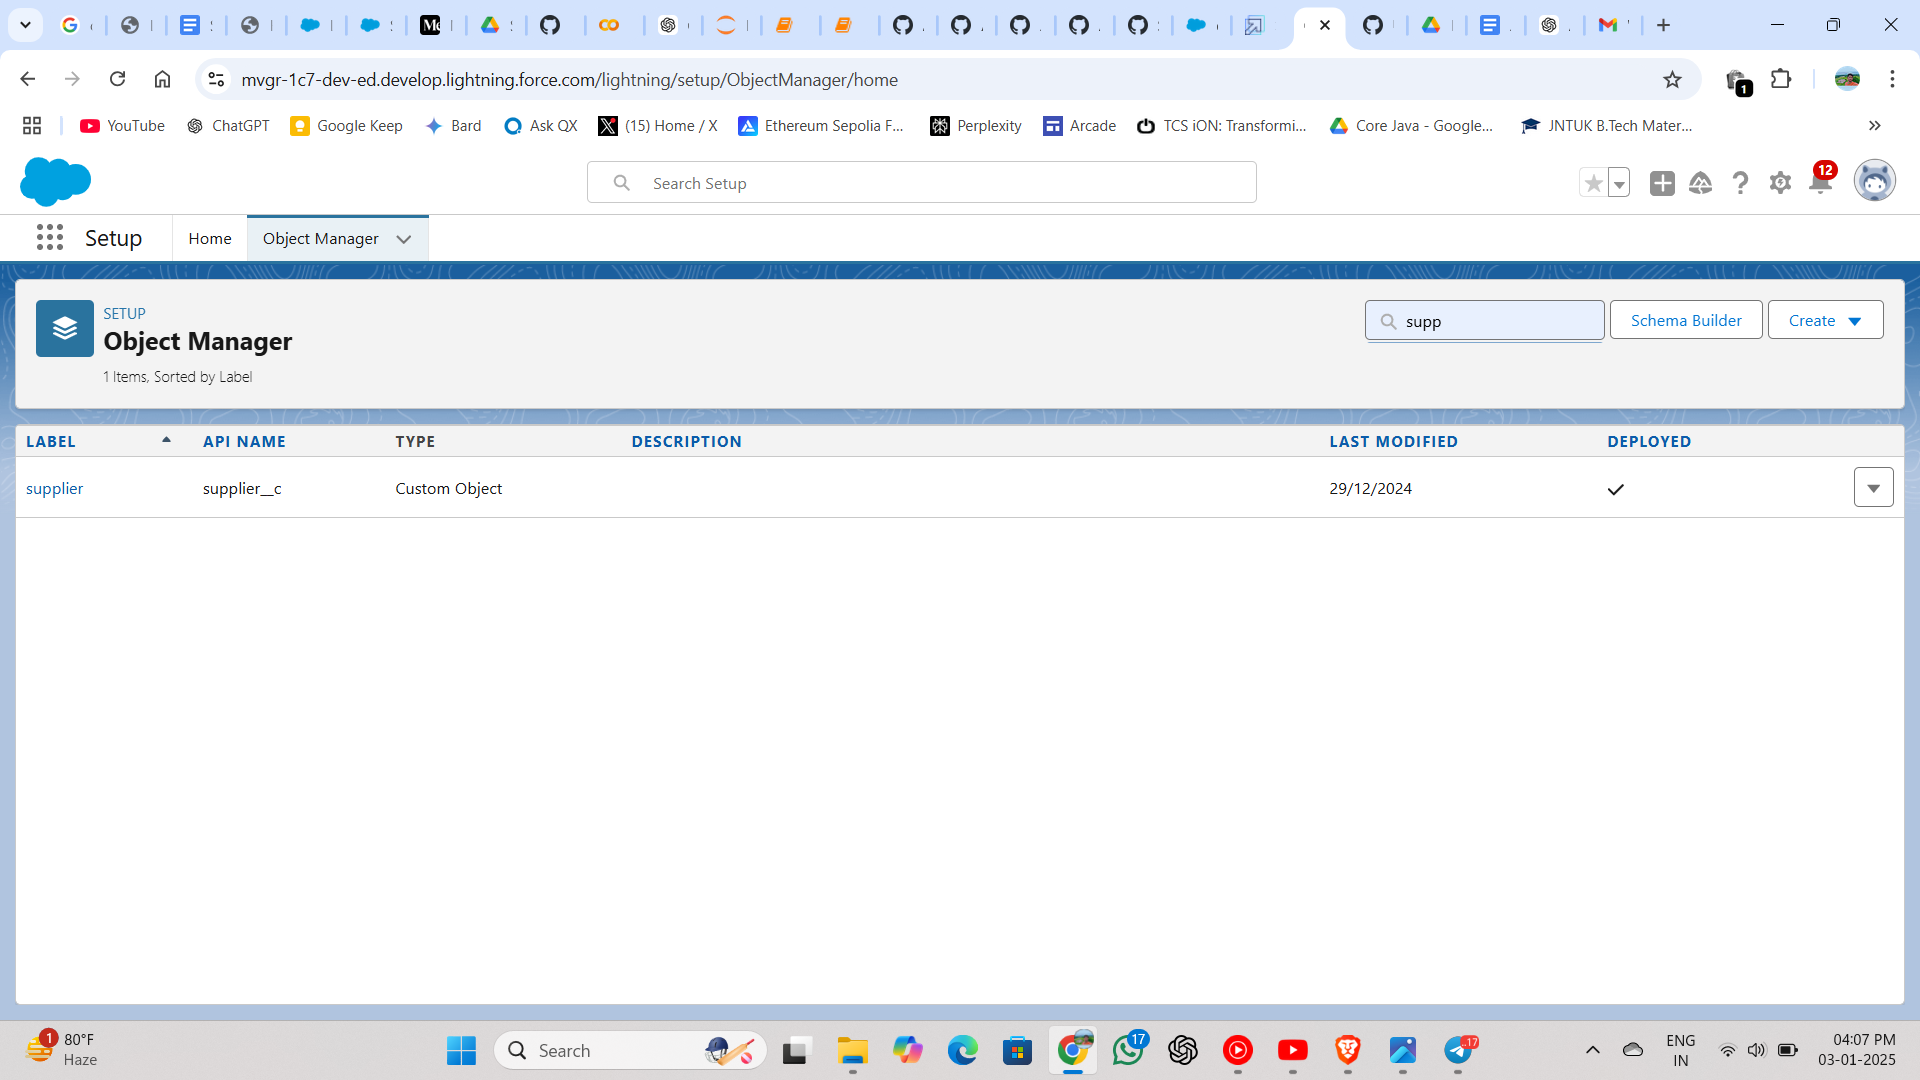 mvgr-1c7-dev-ed.develop.lightning.force.com/lightning/setup/ObjectManager/home
1
YouTube
ChatGPT
Google Keep
Bard
Ask QX
(15) Home / X
Ethereum Sepolia F...
Perplexity
Arcade
TCS iON: Transformi...
Core Java - Google...
JNTUK B.Tech Mater...
Search Setup
12
Setup
Home
Object Manager
SETUP
Object Manager
1 Items, Sorted by Label
supp
Schema Builder
Create
LABEL API NAME TYPE DESCRIPTION LAST MODIFIED DEPLOYED
supplier supplier__c Custom Object 29/12/2024
1
80°F
Haze
Search
17
..17
ENG
IN
04:07 PM
03-01-2025